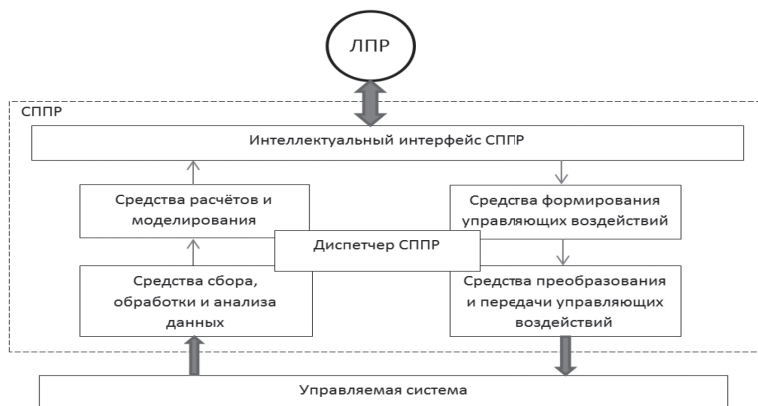 ЛПР
СППР
Интеллектуальный интерфейс СППР
Средства расчётов и
моделирования
Средства формирования
управляющих воздействий
Диспетчер СППР
Средства сбора,
обработки и анализа
данных
Средства преобразования
и передачи управляющих
воздействий
Управляемая система